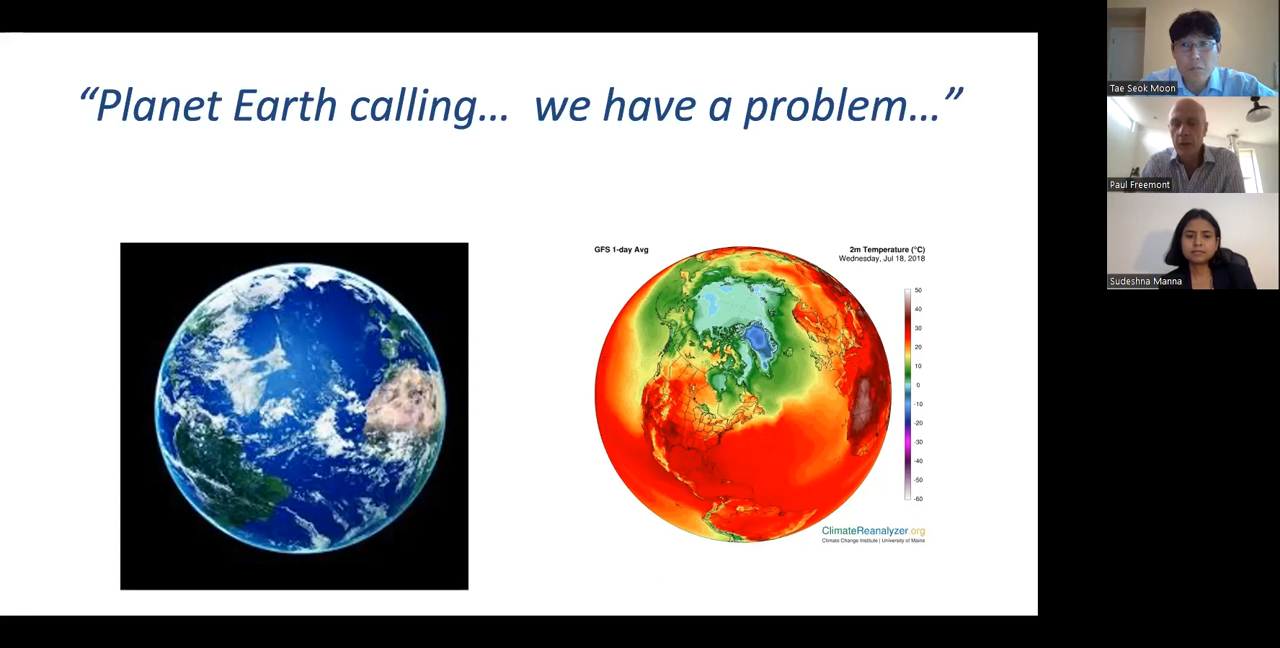 “Planet Earth calling… we have a problem…”
GFS 1-day Avg
2m Temperature (°C)
Wednesday, Jul 18, 2018
50
40
30
20
10
0
-10
-20
-30
-40
-50
-60
ClimateReanalyzer.org
Climate Change Institute | University of Maine
Tae Seok Moon
Paul Freemont
Sudeshna Manna